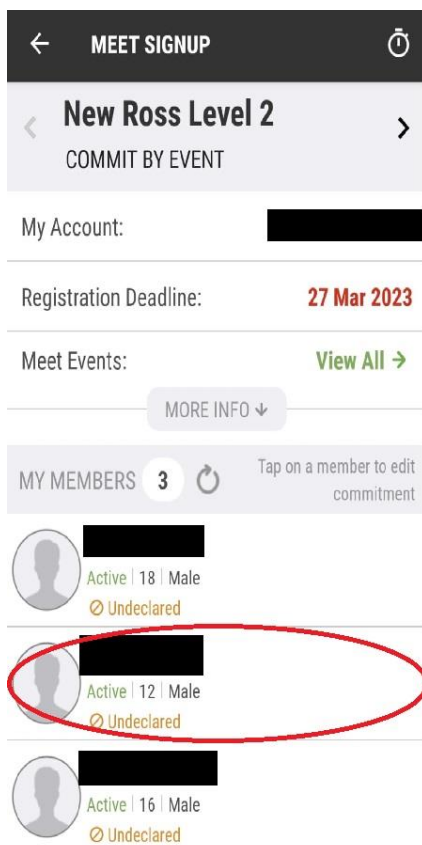 MEET SIGNUP
New Ross Level 2
COMMIT BY EVENT
My Account:
Registration Deadline: 27 Mar 2023
Meet Events: View All →
MORE INFO ↓
MY MEMBERS 3 Tap on a member to edit
commitment
Active | 18 | Male
Undeclared
Active | 12 | Male
Undeclared
Active | 16 | Male
Undeclared